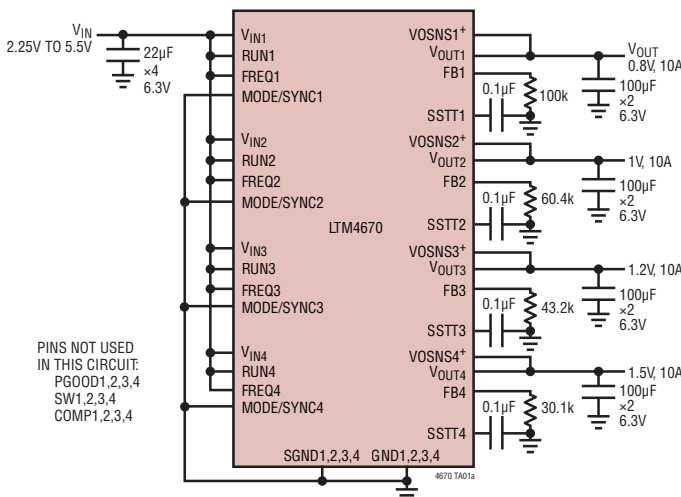 VIN
2.25V TO 5.5V
22µF
×4
6.3V
VIN1
RUN1
FREQ1
MODE/SYNC1
VIN2
RUN2
FREQ2
MODE/SYNC2
VIN3
RUN3
FREQ3
MODE/SYNC3
VIN4
RUN4
FREQ4
MODE/SYNC4
LTM4670
SGND1,2,3,4 GND1,2,3,4
VOSNS1+
VOUT1
FB1
SSTT1
VOSNS2+
VOUT2
FB2
SSTT2
VOSNS3+
VOUT3
FB3
SSTT3
VOSNS4+
VOUT4
FB4
SSTT4
0.1µF
100k
VOUT
0.8V, 10A
100µF
×2
6.3V
0.1µF
60.4k
1V, 10A
100µF
×2
6.3V
0.1µF
43.2k
1.2V, 10A
100µF
×2
6.3V
0.1µF
30.1k
1.5V, 10A
100µF
×2
6.3V
PINS NOT USED
IN THIS CIRCUIT:
PGOOD1,2,3,4
SW1,2,3,4
COMP1,2,3,4
4670 TA01a